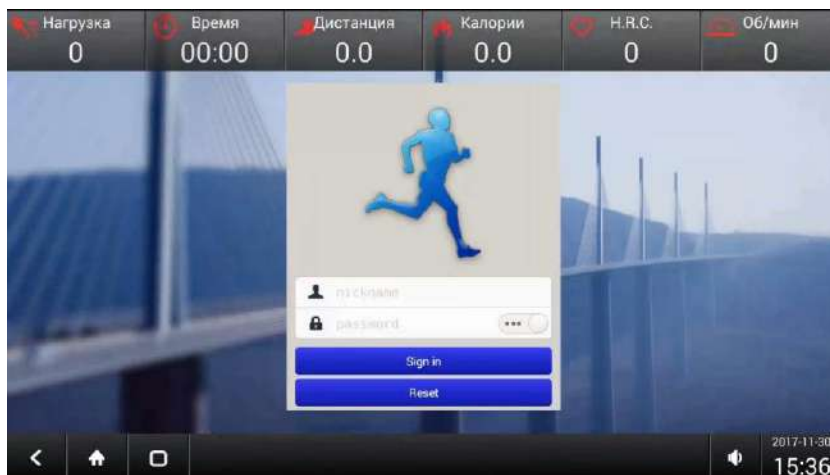 Нагрузка
0
Время
00:00
Дистанция
0.0
Калории
0.0
H.R.C.
0
Об/мин
0
nickname
password
Sign in
Reset
2017-11-30
15:36